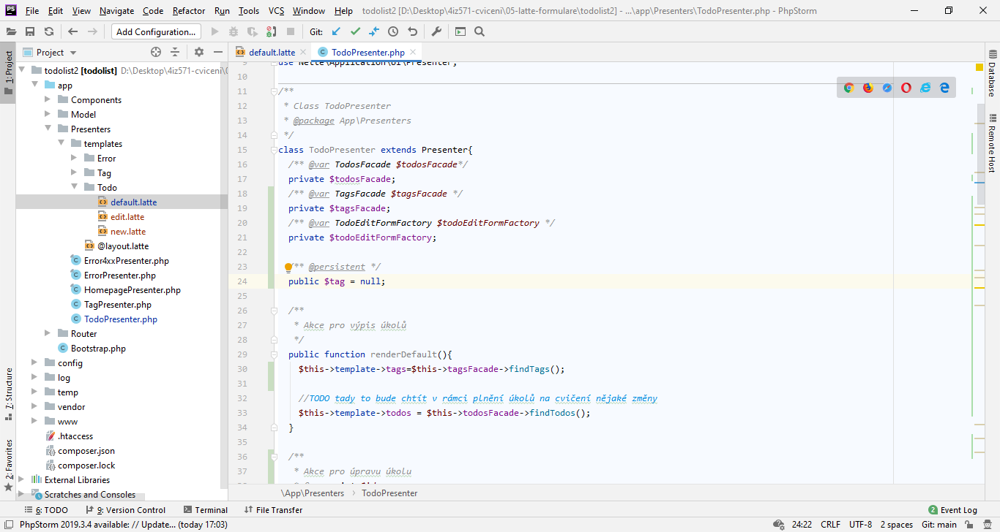 PS File Edit View Navigate Code Refactor Run Tools VCS Window Help todolist2 [D:\Desktop\4iz571-cviceni\05-latte-formulare\todolist2] - ...\app\Presenters\TodoPresenter.php - PhpStorm
Add Configuration... Git:
Project default.latte TodoPresenter.php
1: Project
7: Structure
2: Favorites
todolist2 [todolist] D:\Desktop\4iz571-cviceni\0
app
Components
Model
Presenters
templates
Error
Tag
Todo
default.latte
edit.latte
new.latte
@layout.latte
Error4xxPresenter.php
ErrorPresenter.php
HomepagePresenter.php
TagPresenter.php
TodoPresenter.php
Router
Bootstrap.php
config
log
temp
vendor
www
.htaccess
composer.json
composer.lock
External Libraries
Scratches and Consoles
9 use Nette\Application\UI\Presenter;
10
11 /**
12 * Class TodoPresenter
13 * @package App\Presenters
14 */
15 class TodoPresenter extends Presenter{
16 /** @var TodosFacade $todosFacade*/
17 private $todosFacade;
18 /** @var TagsFacade $tagsFacade */
19 private $tagsFacade;
20 /** @var TodoEditFormFactory $todoEditFormFactory */
21 private $todoEditFormFactory;
22
23 /** @persistent */
24 public $tag = null;
25
26 /**
27 * Akce pro výpis úkolů
28 */
29 public function renderDefault(){
30 $this->template->tags=$this->tagsFacade->findTags();
31
32 //TODO tady to bude chtít v rámci plnění úkolů na cvičení nějaké změny
33 $this->template->todos = $this->todosFacade->findTodos();
34 }
35
36 /**
37 * Akce pro úpravu úkolu
Database
Remote Host
\App\Presenters › TodoPresenter
6: TODO 9: Version Control Terminal File Transfer 2 Event Log
PhpStorm 2019.3.4 available: // Update... (today 17:03) 24:22 CRLF UTF-8 2 spaces Git: main